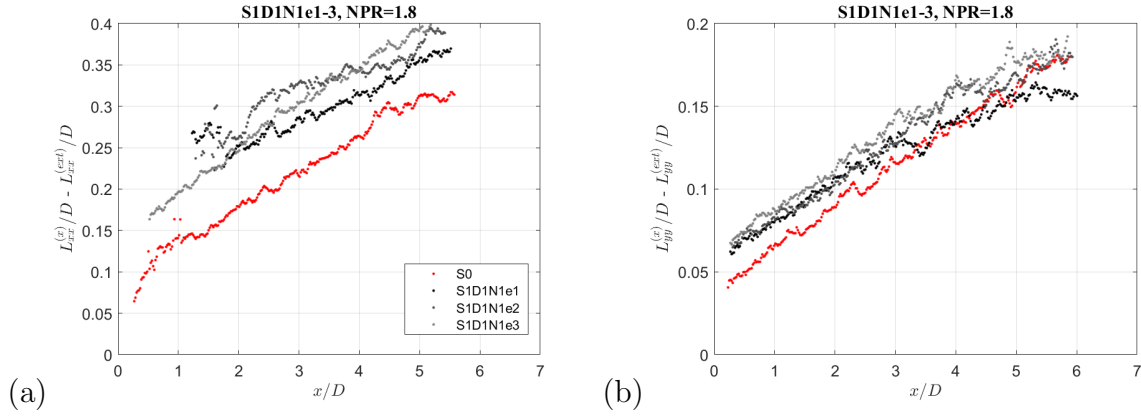 S1D1N1e1-3, NPR=1.8
0.4
0.35
0.3
0.25
0.2
0.15
0.1
0.05
0
L_{xx}^{(x)}/D - L_{xx}^{(ext)}/D
S0
S1D1N1e1
S1D1N1e2
S1D1N1e3
0 1 2 3 4 5 6 7
x/D
(a)
S1D1N1e1-3, NPR=1.8
0.2
0.15
0.1
0.05
0
L_{yy}^{(x)}/D - L_{yy}^{(ext)}/D
0 1 2 3 4 5 6 7
x/D
(b)